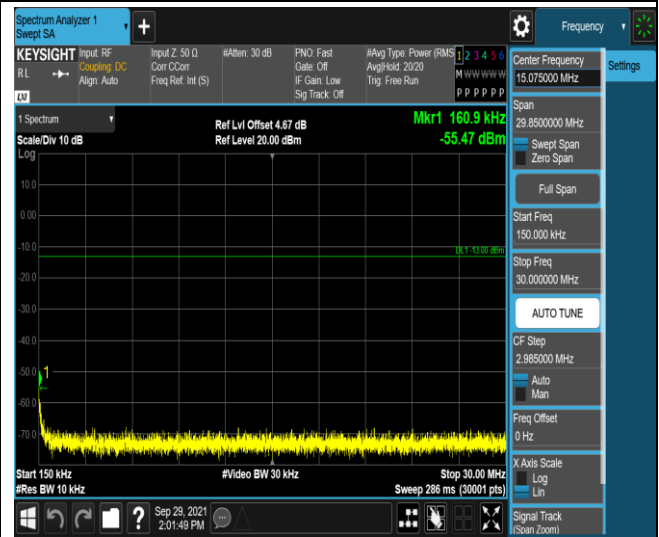 Spectrum Analyzer 1
Swept SA
+
Frequency
KEYSIGHT
RL
LXI
Input: RF
Coupling: DC
Align: Auto
Input Z: 50 Ω
Corr CCorr
Freq Ref: Int (S)
#Atten: 30 dB
PNO: Fast
Gate: Off
IF Gain: Low
Sig Track: Off
#Avg Type: Power (RMS
Avg|Hold: 20/20
Trig: Free Run
1 2 3 4 5 6
M W W W W W
P P P P P P
1 Spectrum
Scale/Div 10 dB
Ref Lvl Offset 4.67 dB
Ref Level 20.00 dBm
Mkr1 160.9 kHz
-55.47 dBm
Log
10.0
0.00
-10.0
DL1 -13.00 dBm
-20.0
-30.0
-40.0
-50.0
1
-60.0
-70.0
Start 150 kHz
#Video BW 30 kHz
Stop 30.00 MHz
#Res BW 10 kHz
Sweep 286 ms (30001 pts)
?
Sep 29, 2021
2:01:49 PM
Center Frequency
15.075000 MHz
Settings
Span
29.8500000 MHz
Swept Span
Zero Span
Full Span
Start Freq
150.000 kHz
Stop Freq
30.000000 MHz
AUTO TUNE
CF Step
2.985000 MHz
Auto
Man
Freq Offset
0 Hz
X Axis Scale
Log
Lin
Signal Track
(Span Zoom)